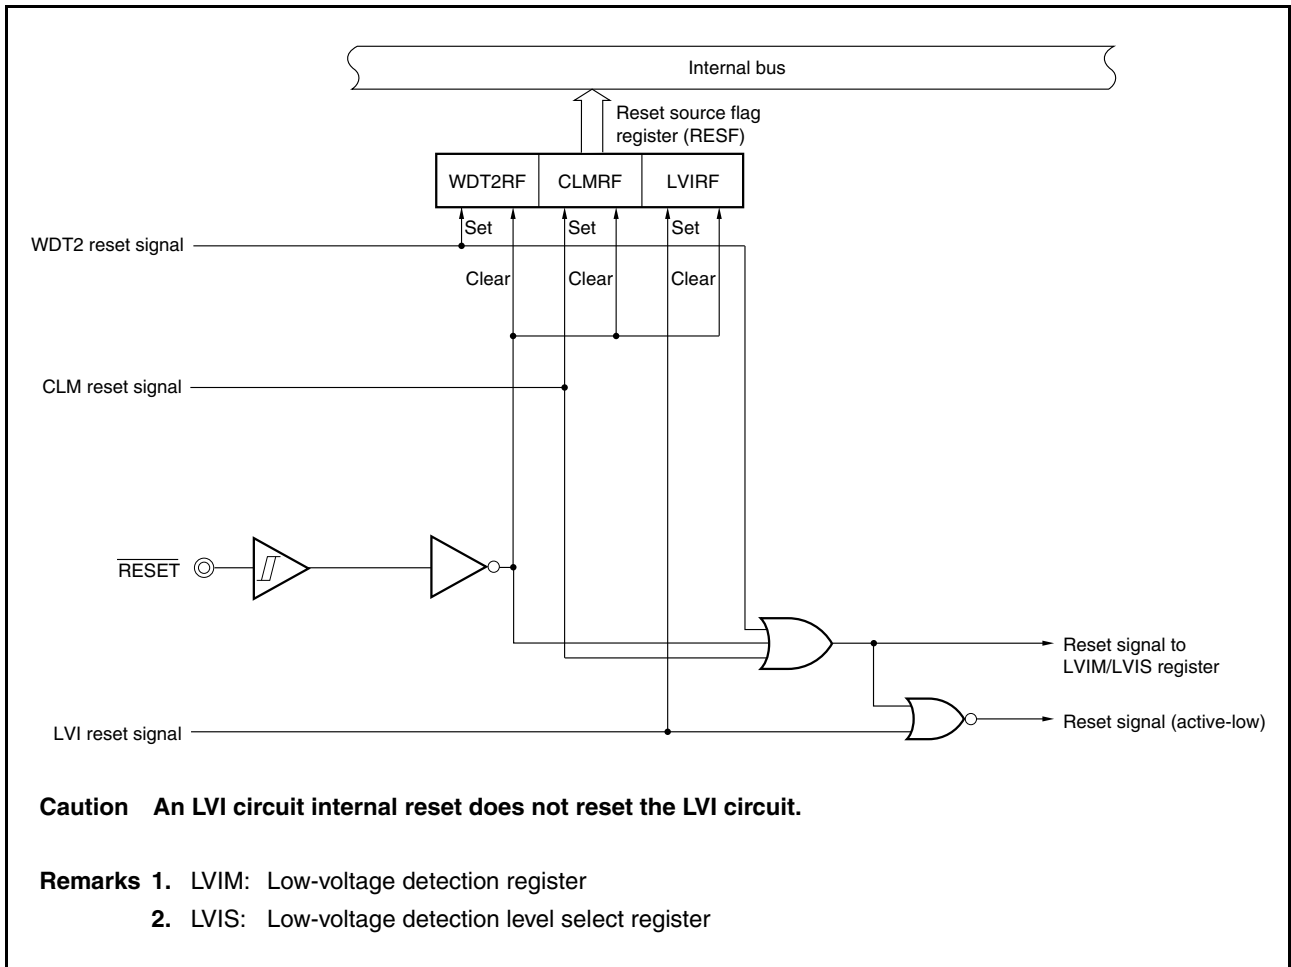 Internal bus
Reset source flag
register (RESF)
WDT2RF CLMRF LVIRF
Set Set Set
WDT2 reset signal
Clear Clear Clear
CLM reset signal
RESET
Reset signal to
LVIM/LVIS register
Reset signal (active-low)
LVI reset signal
Caution An LVI circuit internal reset does not reset the LVI circuit.
Remarks 1. LVIM: Low-voltage detection register
2. LVIS: Low-voltage detection level select register